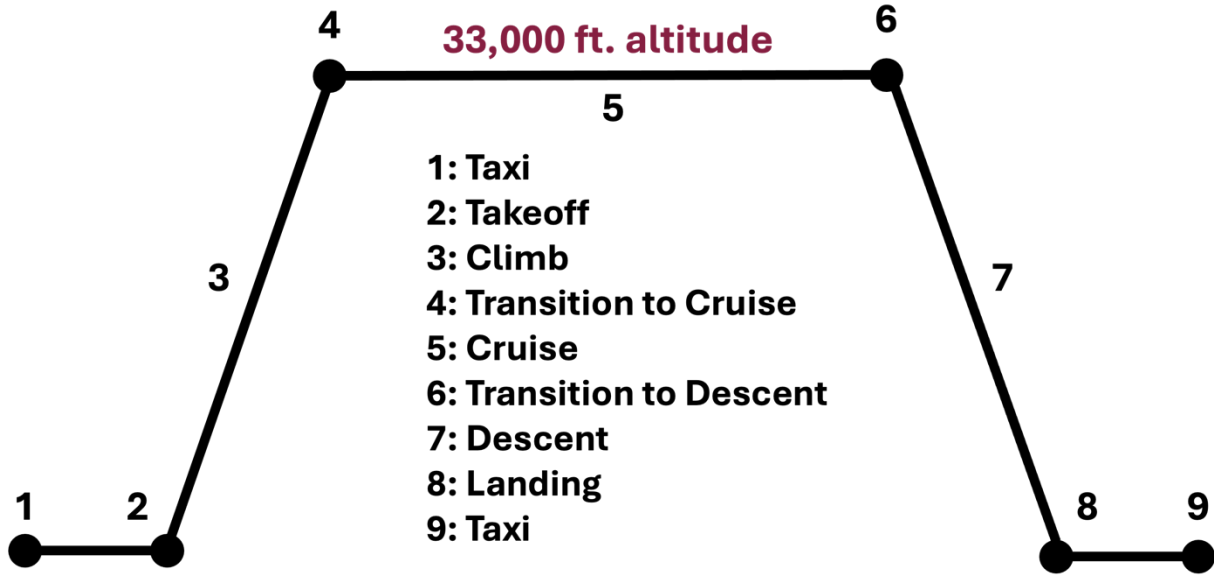 4
33,000 ft. altitude
6
5
1: Taxi
2: Takeoff
3: Climb
3
7
4: Transition to Cruise
5: Cruise
6: Transition to Descent
7: Descent
8: Landing
9: Taxi
1
2
8
9